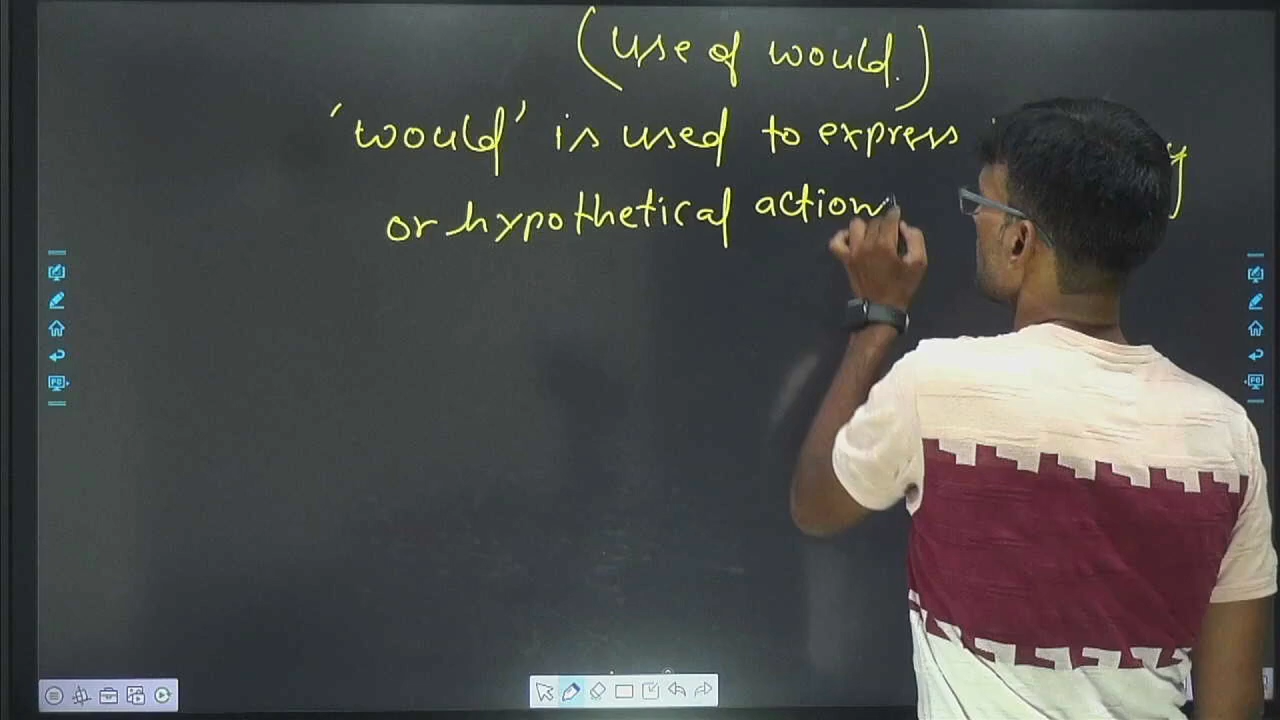 (use of would.)
'would' is used to express
or hypothetical action